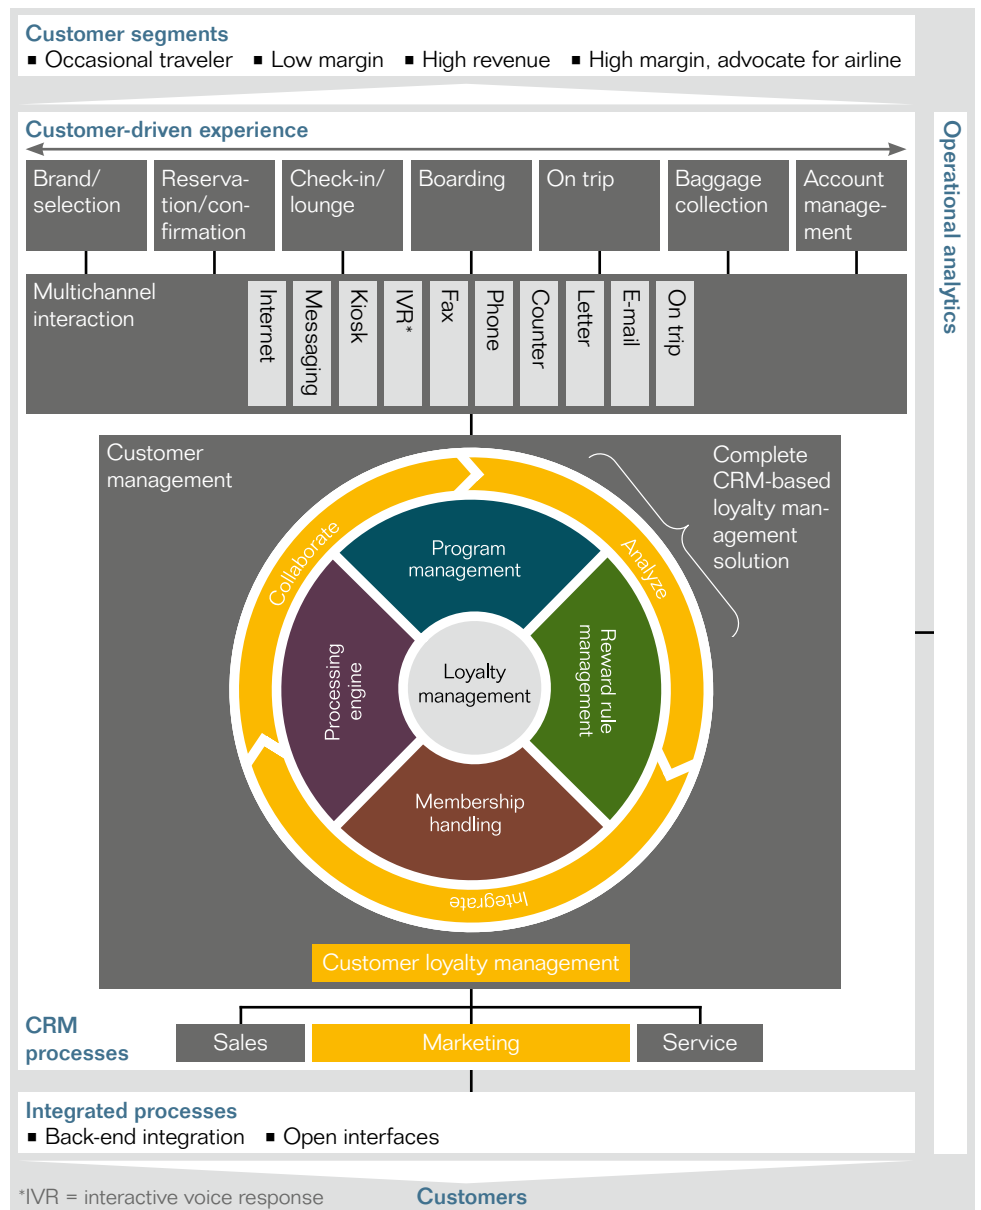 Customer segments
▪ Occasional traveler ▪ Low margin ▪ High revenue ▪ High margin, advocate for airline
Customer-driven experience
Brand/
selection
Reserva-
tion/con-
firmation
Check-in/
lounge
Boarding
On trip
Baggage
collection
Account
manage-
ment
Operational analytics
Multichannel
interaction
Internet
Messaging
Kiosk
IVR*
Fax
Phone
Counter
Letter
E-mail
On trip
Customer
management
Complete
CRM-based
loyalty man-
agement
solution
Collaborate
Analyze
Integrate
Program
management
Processing
engine
Loyalty
management
Reward rule
management
Membership
handling
Customer loyalty management
CRM
processes
Sales
Marketing
Service
Integrated processes
▪ Back-end integration ▪ Open interfaces
*IVR = interactive voice response
Customers